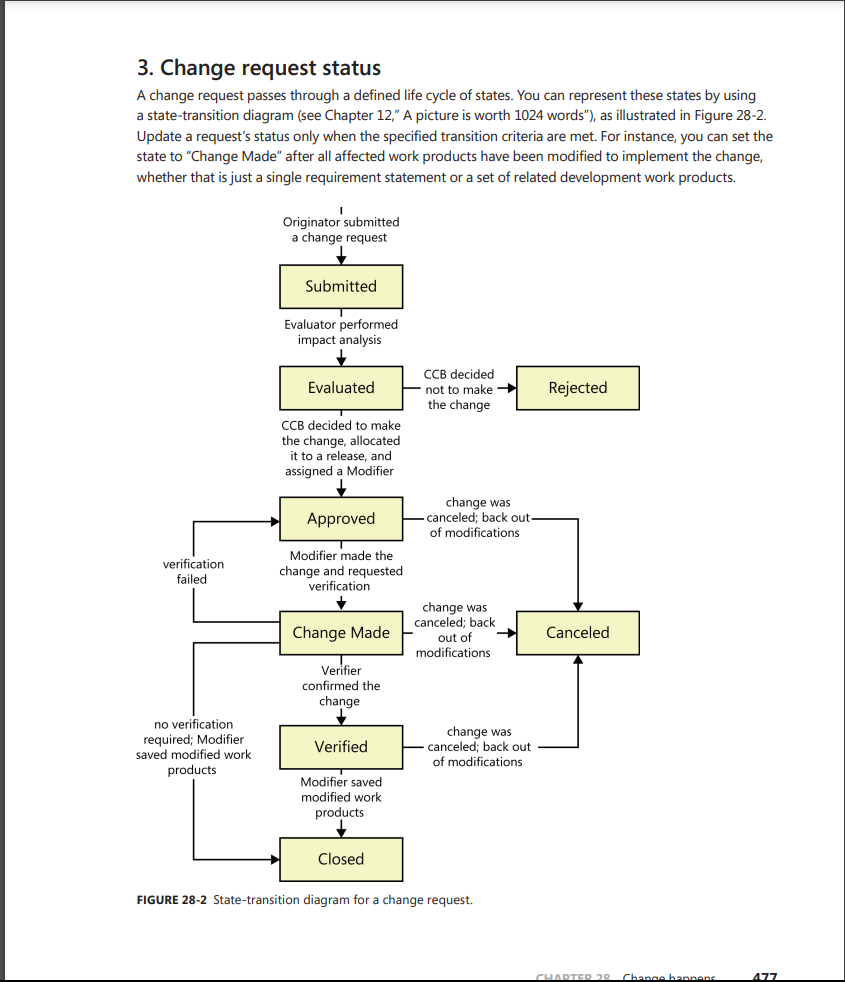 3. Change request status
A change request passes through a defined life cycle of states. You can represent these states by using
a state-transition diagram (see Chapter 12,” A picture is worth 1024 words”), as illustrated in Figure 28-2.
Update a request’s status only when the specified transition criteria are met. For instance, you can set the
state to “Change Made” after all affected work products have been modified to implement the change,
whether that is just a single requirement statement or a set of related development work products.
Originator submitted
a change request
Submitted
Evaluator performed
impact analysis
Evaluated
CCB decided
not to make
the change
Rejected
CCB decided to make
the change, allocated
it to a release, and
assigned a Modifier
Approved
change was
canceled; back out
of modifications
verification
failed
Modifier made the
change and requested
verification
Change Made
change was
canceled; back
out of
modifications
Canceled
Verifier
confirmed the
change
no verification
required; Modifier
saved modified work
products
Verified
change was
canceled; back out
of modifications
Modifier saved
modified work
products
Closed
FIGURE 28-2 State-transition diagram for a change request.
CHAPTER 28 Change happens 477